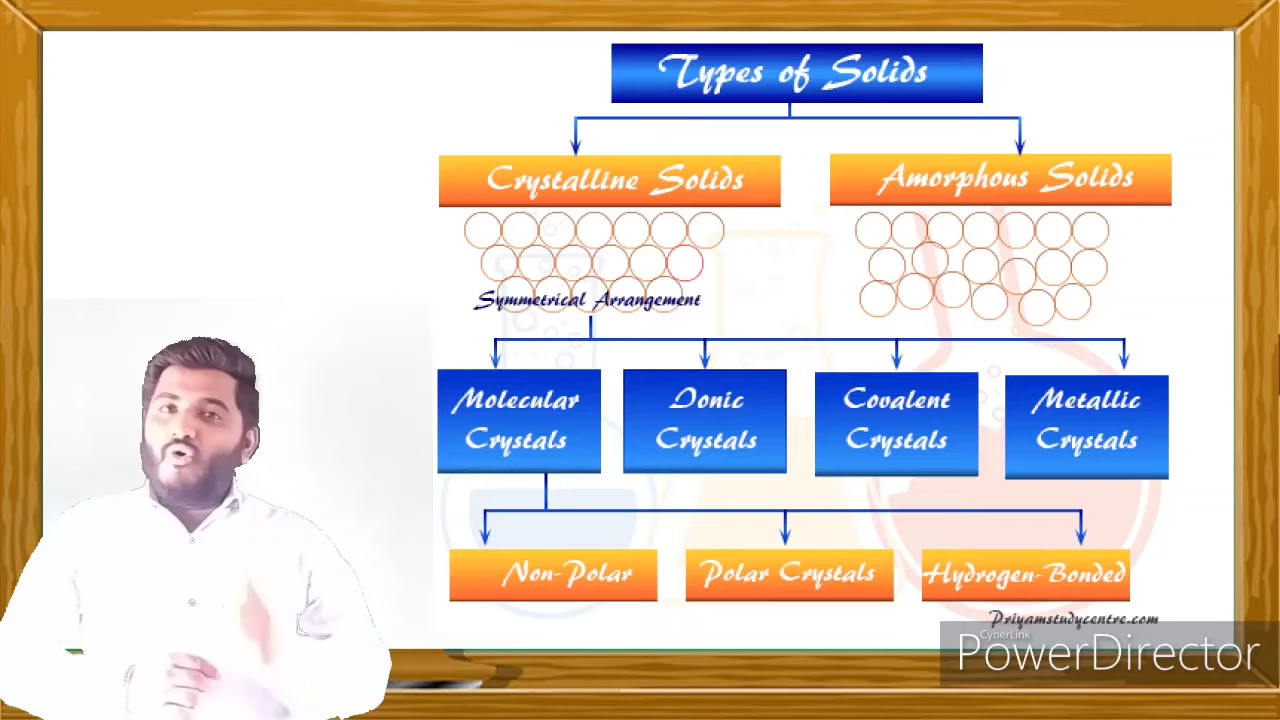 Types of Solids
Crystalline Solids
Amorphous Solids
Symmetrical Arrangement
Molecular
Crystals
Ionic
Crystals
Covalent
Crystals
Metallic
Crystals
Non-Polar
Polar Crystals
Hydrogen-Bonded
Priyamstudycentre.com
CyberLink
PowerDirector